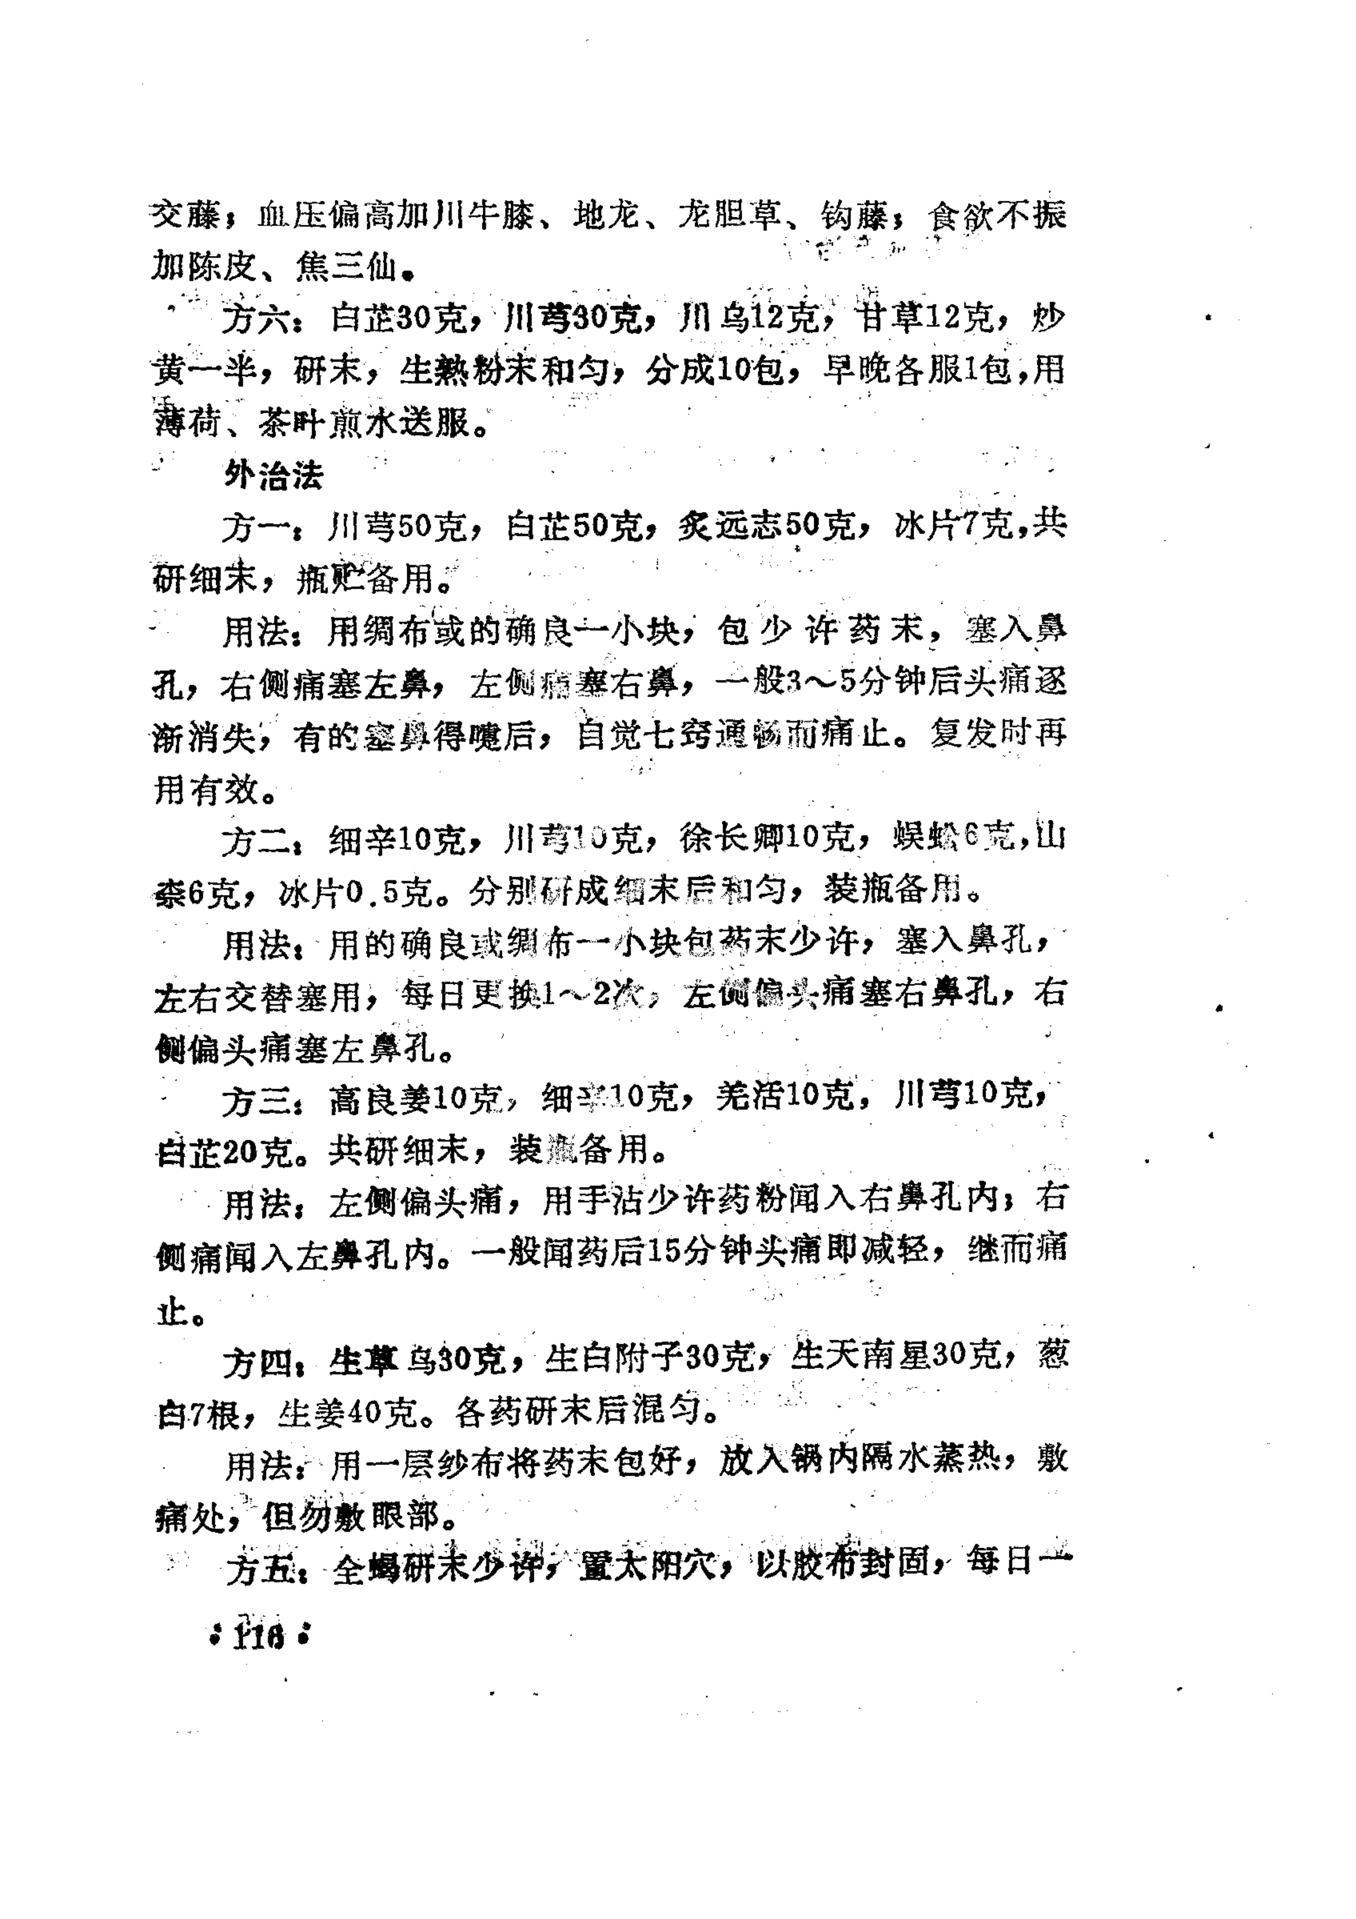 交藤；血压偏高加川牛膝、地龙、龙胆草、钩藤；食欲不振
加陈皮、焦三仙。
方六：白芷30克，川芎30克，川乌12克，甘草12克，炒
黄一半，研末，生熟粉末和匀，分成10包，早晚各服1包，用
薄荷、茶叶煎水送服。
外治法
方一：川芎50克，白芷50克，炙远志50克，冰片7克，共
研细末，瓶贮备用。
用法：用绸布或的确良一小块，包少许药末，塞入鼻
孔，右侧痛塞左鼻，左侧痛塞右鼻，一般3～5分钟后头痛逐
渐消失，有的塞鼻得嚏后，自觉七窍通畅而痛止。复发时再
用有效。
方二：细辛10克，川芎10克，徐长卿10克，蜈蚣6克，山
柰6克，冰片0.5克。分别研成细末后和匀，装瓶备用。
用法：用的确良或绸布一小块包药末少许，塞入鼻孔，
左右交替塞用，每日更换1～2次，左侧偏头痛塞右鼻孔，右
侧偏头痛塞左鼻孔。
方三：高良姜10克，细辛10克，羌活10克，川芎10克，
白芷20克。共研细末，装瓶备用。
用法：左侧偏头痛，用手沾少许药粉闻入右鼻孔内；右
侧痛闻入左鼻孔内。一般闻药后15分钟头痛即减轻，继而痛
止。
方四：生草乌30克，生白附子30克，生天南星30克，葱
白7根，生姜40克。各药研末后混匀。
用法：用一层纱布将药末包好，放入锅内隔水蒸热，敷
痛处，但勿敷眼部。
方五：全蝎研末少许，置太阳穴，以胶布封固，每日一
·116·